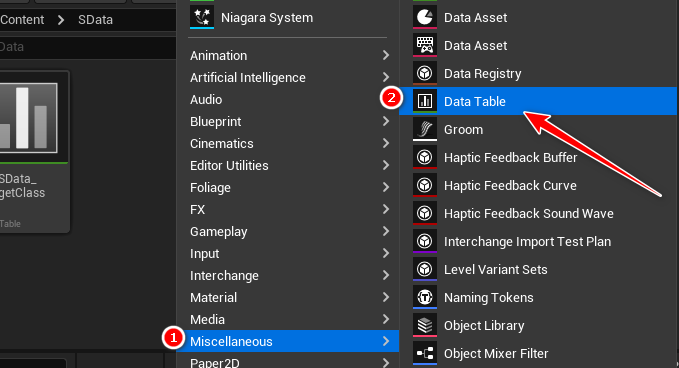 Content > SData
Data
SData_
getClass
Table
Niagara System
Animation
Artificial Intelligence
Audio
Blueprint
Cinematics
Editor Utilities
Foliage
FX
Gameplay
Input
Interchange
Material
Media
1 Miscellaneous
Paper2D
Data Asset
Data Asset
Data Registry
2 Data Table
Groom
Haptic Feedback Buffer
Haptic Feedback Curve
Haptic Feedback Sound Wave
Interchange Import Test Plan
Level Variant Sets
Naming Tokens
Object Library
Object Mixer Filter